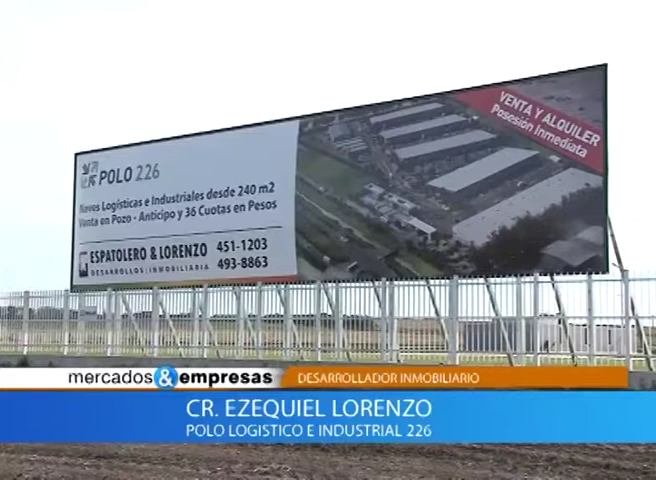 VENTA Y ALQUILER
Posesión Inmediata
POLO 226
Naves Logísticas e Industriales desde 240 m2
Venta en Pozo - Anticipo y 36 Cuotas en Pesos
ESPATOLERO & LORENZO
DESARROLLOS INMOBILIARIA
451-1203
493-8863
mercados & empresas
DESARROLLADOR INMOBILIARIO
CR. EZEQUIEL LORENZO
POLO LOGISTICO E INDUSTRIAL 226